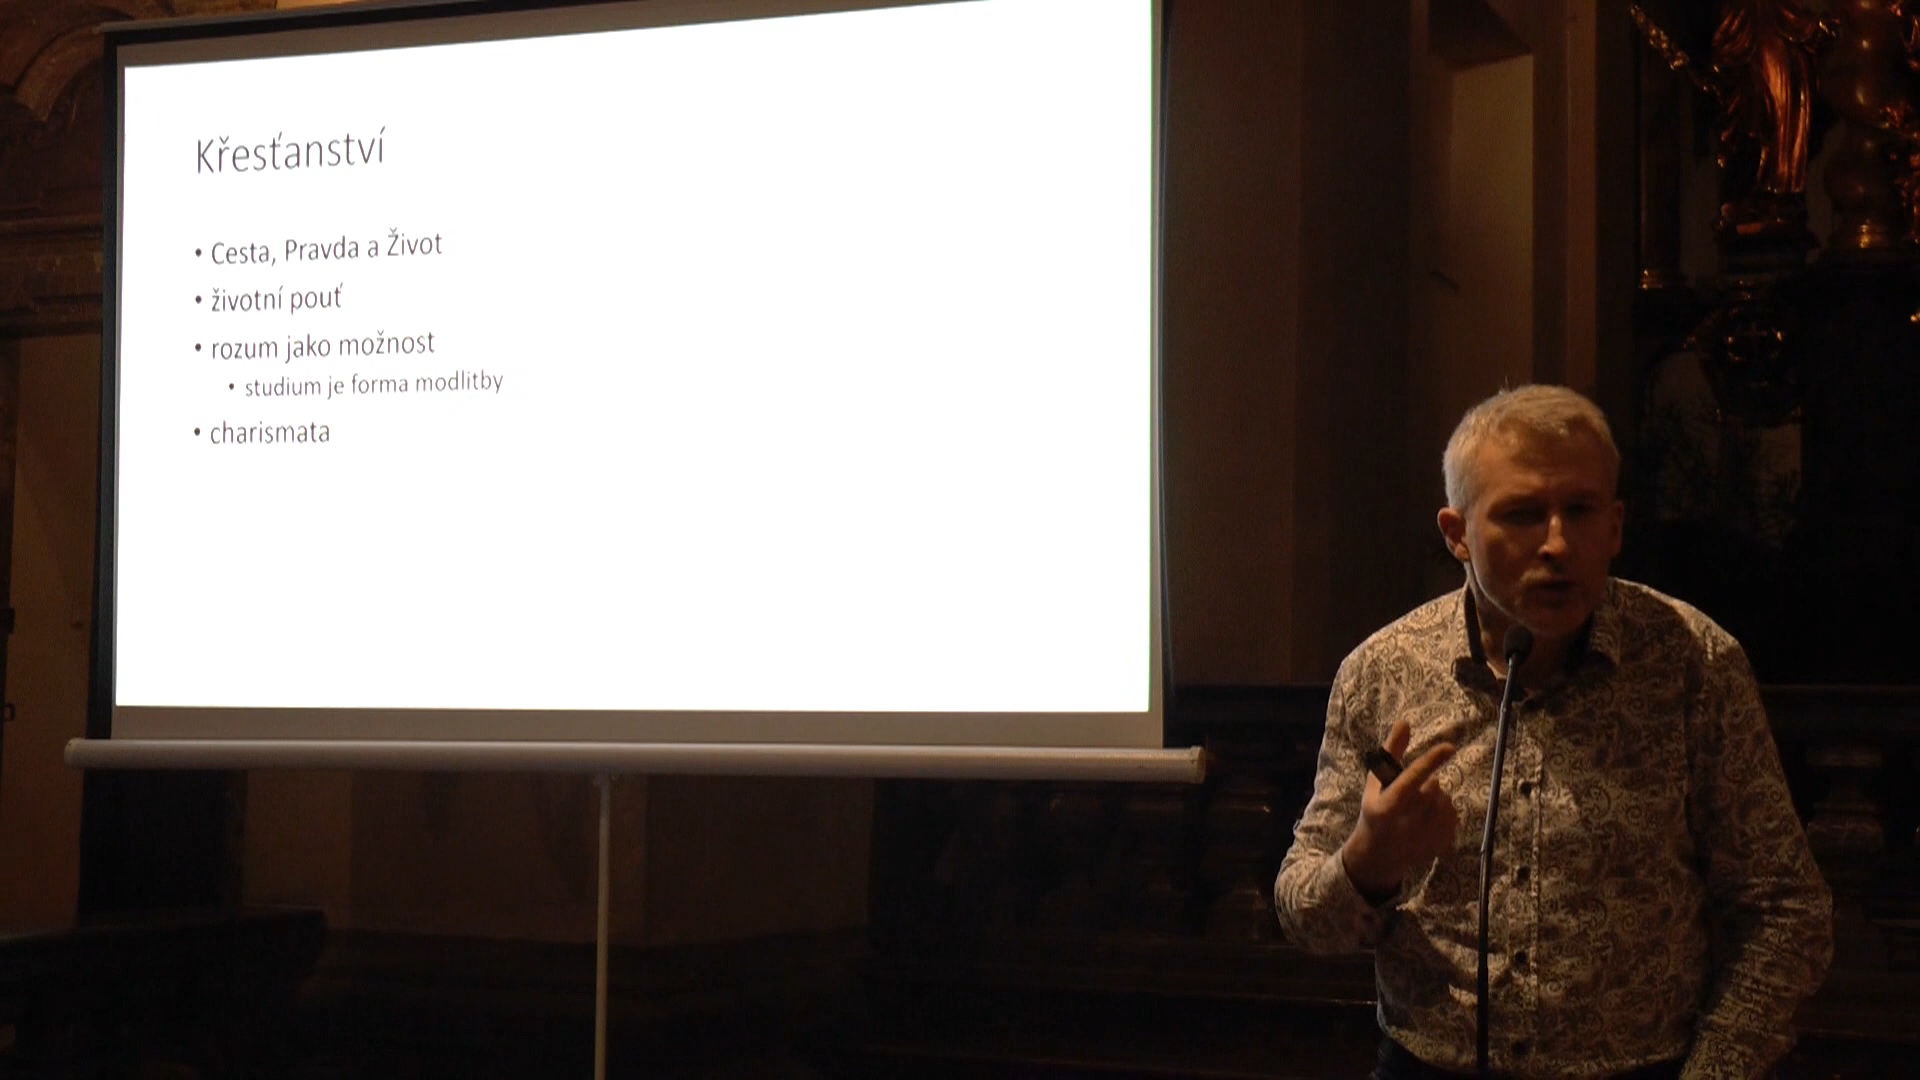 Křesťanství
• Cesta, Pravda a Život
• životní pouť
• rozum jako možnost
• studium je forma modlitby
• charismata